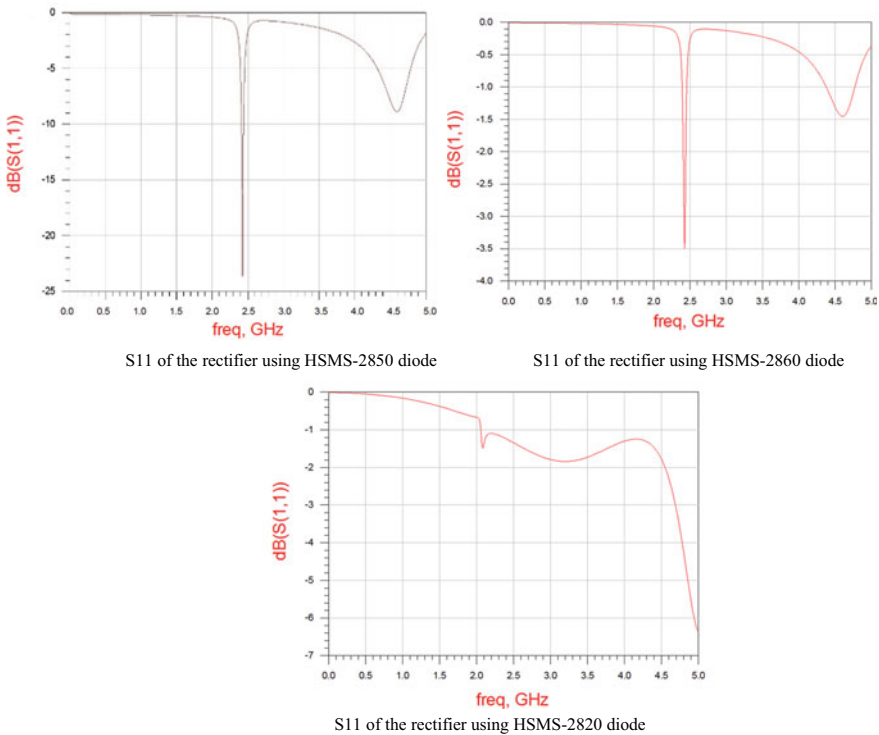 0
-5
-10
-15
-20
-25
dB(S(1,1))
0.0 0.5 1.0 1.5 2.0 2.5 3.0 3.5 4.0 4.5 5.0
freq, GHz
S11 of the rectifier using HSMS-2850 diode
0.0
-0.5
-1.0
-1.5
-2.0
-2.5
-3.0
-3.5
-4.0
dB(S(1,1))
0.0 0.5 1.0 1.5 2.0 2.5 3.0 3.5 4.0 4.5 5.0
freq, GHz
S11 of the rectifier using HSMS-2860 diode
0
-1
-2
-3
-4
-5
-6
-7
dB(S(1,1))
0.0 0.5 1.0 1.5 2.0 2.5 3.0 3.5 4.0 4.5 5.0
freq, GHz
S11 of the rectifier using HSMS-2820 diode